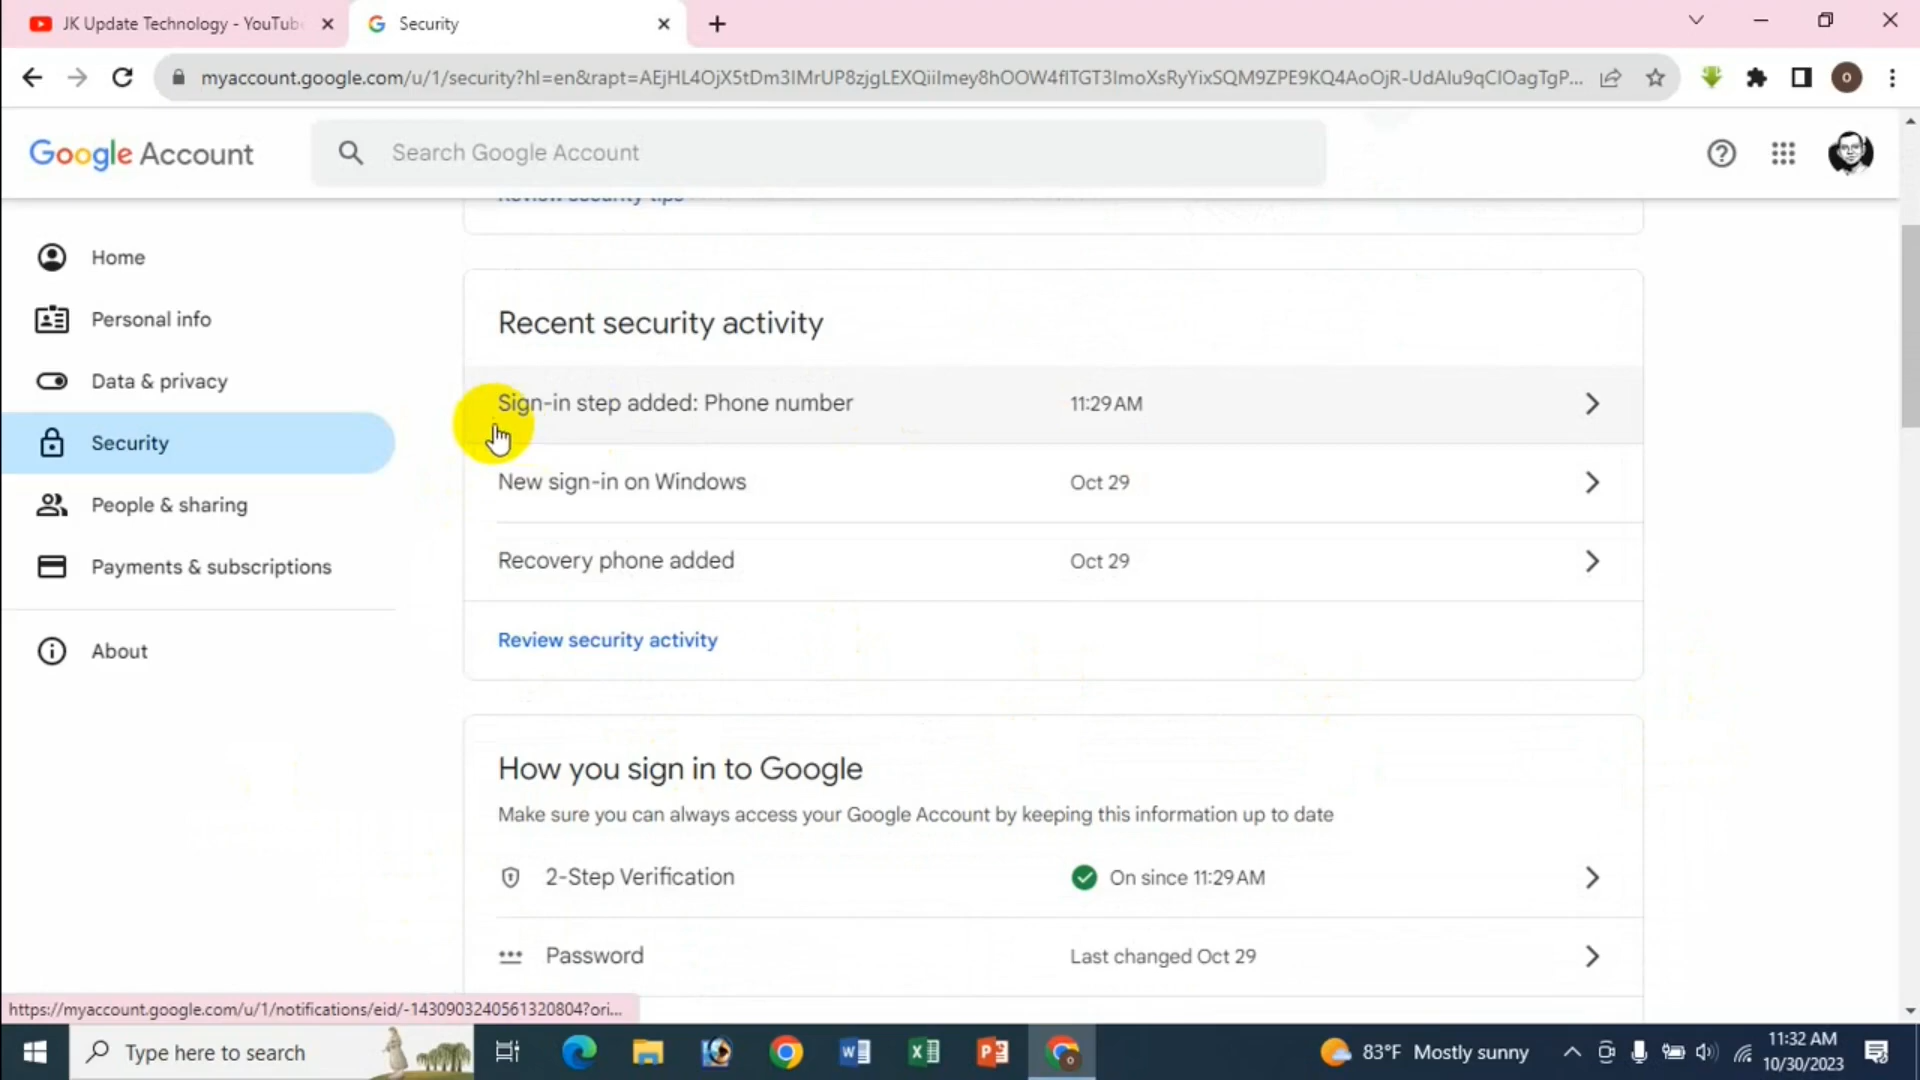 JK Update Technology - YouTub
Security
myaccount.google.com/u/1/security?hl=en&rapt=
Google Account
Search Google Account
Review security tips
Home
Personal info
Data & privacy
Security
People & sharing
Payments & subscriptions
About
Recent security activity
Sign-in step added: Phone number 11:29 AM
New sign-in on Windows Oct 29
Recovery phone added Oct 29
Review security activity
How you sign in to Google
Make sure you can always access your Google Account by keeping this information up to date
2-Step Verification On since 11:29 AM
Password Last changed Oct 29
https://myaccount.google.com/u/1/notifications/eid/-1430903240561320804?ori...
Type here to search
83°F Mostly sunny
11:32 AM
10/30/2023